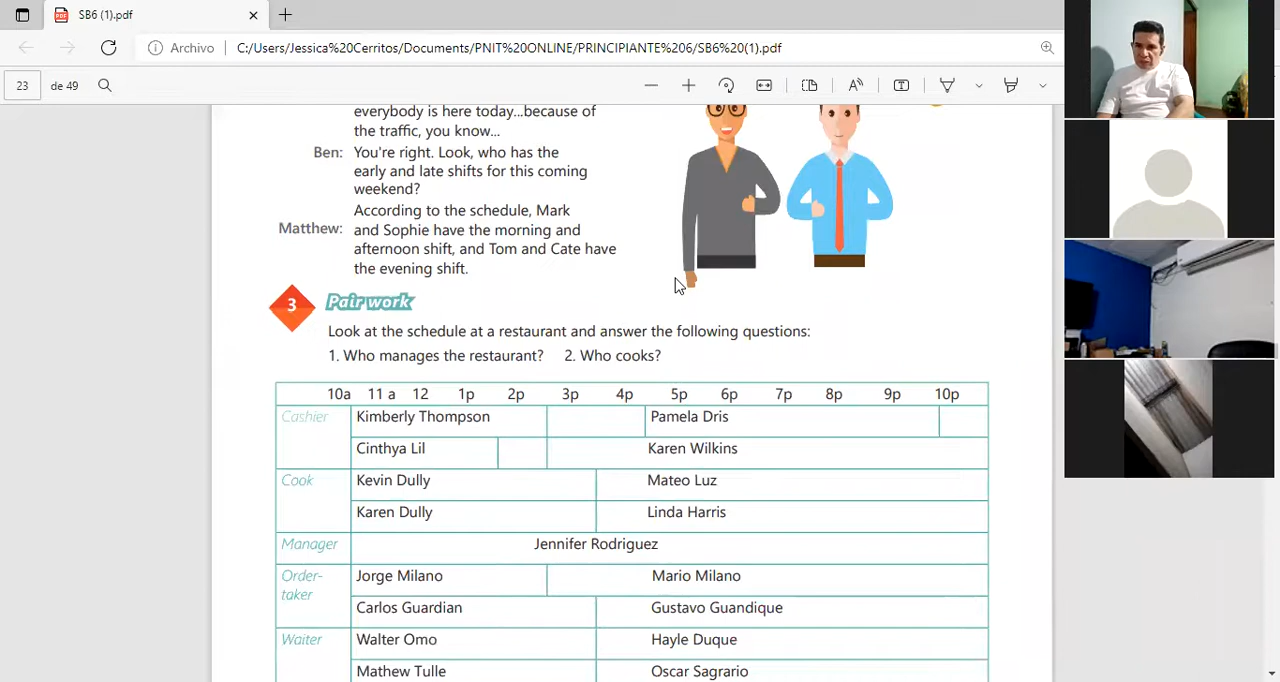 SB6 (1).pdf
Archivo
C:/Users/Jessica%20Cerritos/Documents/PNIT%20ONLINE/PRINCIPIANTE%206/SB6%20(1).pdf
23 de 49
everybody is here today...because of
the traffic, you know...
Ben: You're right. Look, who has the
early and late shifts for this coming
weekend?
According to the schedule, Mark
Matthew: and Sophie have the morning and
afternoon shift, and Tom and Cate have
the evening shift.
3 Pair work
Look at the schedule at a restaurant and answer the following questions:
1. Who manages the restaurant? 2. Who cooks?
10a 11 a 12 1p 2p 3p 4p 5p 6p 7p 8p 9p 10p
Cashier Kimberly Thompson Pamela Dris
Cinthya Lil Karen Wilkins
Cook Kevin Dully Mateo Luz
Karen Dully Linda Harris
Manager Jennifer Rodriguez
Order- Jorge Milano Mario Milano
taker
Carlos Guardian Gustavo Guandique
Waiter Walter Omo Hayle Duque
Mathew Tulle Oscar Sagrario